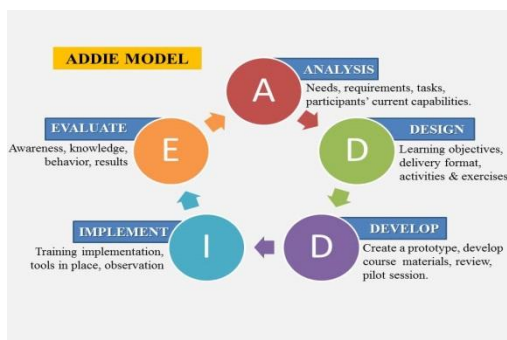 ADDIE MODEL
A
ANALYSIS
Needs, requirements, tasks,
participants' current capabilities.
D
DESIGN
Learning objectives,
delivery format,
activities & exercises
D
DEVELOP
Create a prototype, develop
course materials, review,
pilot session.
I
IMPLEMENT
Training implementation,
tools in place, observation
E
EVALUATE
Awareness, knowledge,
behavior, results